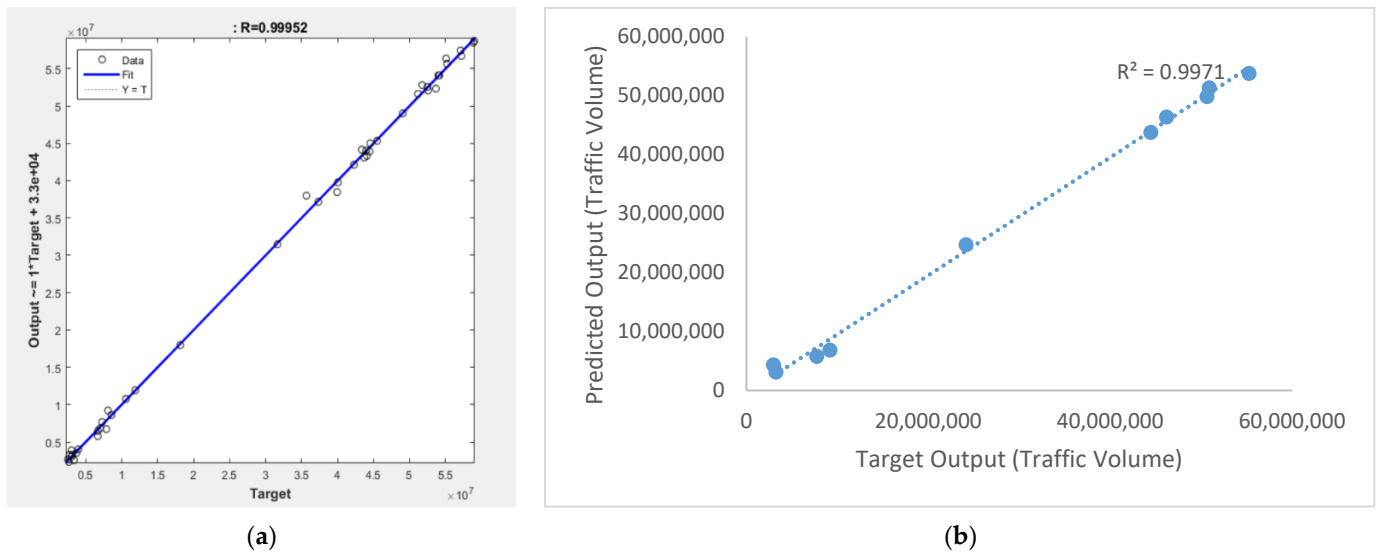 : R=0.99952
×10⁷
Data
Fit
Y = T
5.5
5
4.5
4
3.5
3
2.5
2
1.5
1
0.5
Output ~= 1*Target + 3.3e+04
0.5 1 1.5 2 2.5 3 3.5 4 4.5 5 5.5
Target
×10⁷
(a)
60,000,000
50,000,000
40,000,000
30,000,000
20,000,000
10,000,000
0
Predicted Output (Traffic Volume)
R² = 0.9971
0 20,000,000 40,000,000 60,000,000
Target Output (Traffic Volume)
(b)